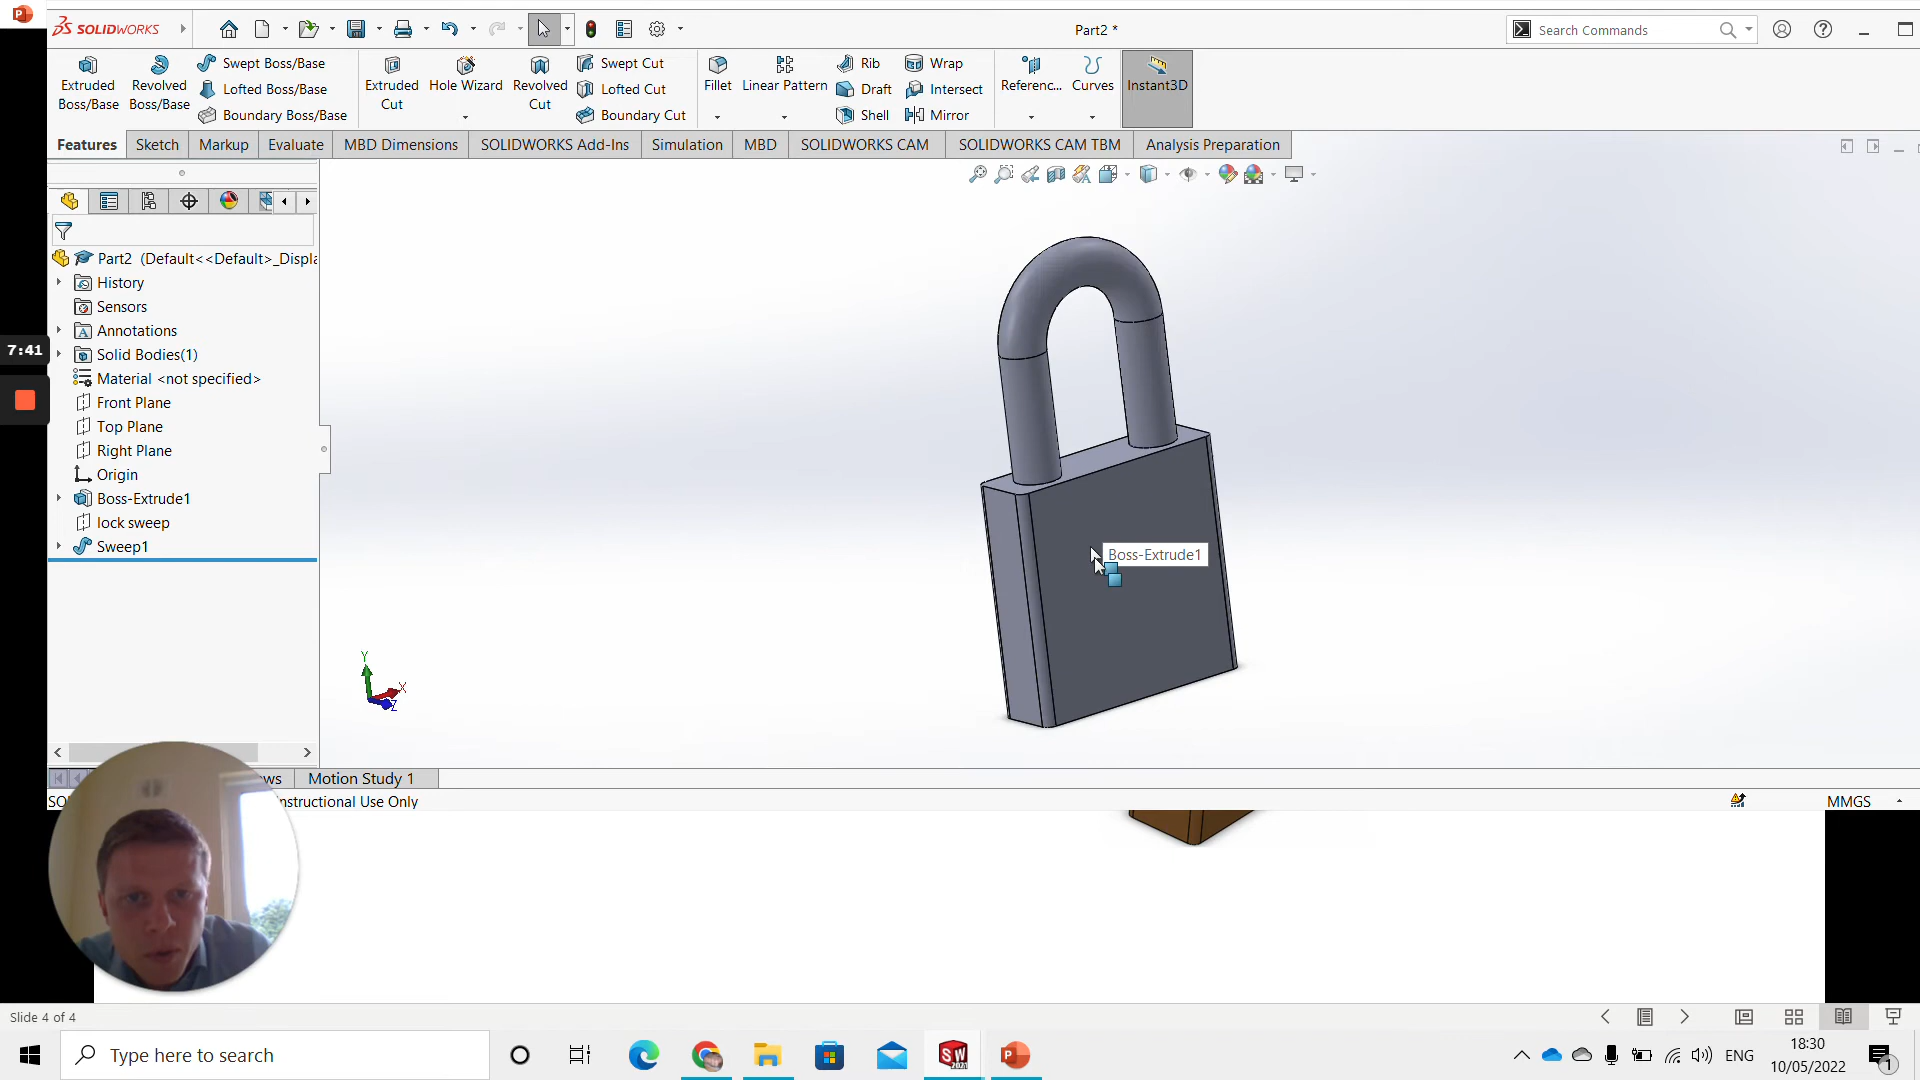 SOLIDWORKS
Part2 *
Search Commands
Extruded Boss/Base
Revolved Boss/Base
Swept Boss/Base
Lofted Boss/Base
Boundary Boss/Base
Extruded Cut
Hole Wizard
Revolved Cut
Swept Cut
Lofted Cut
Boundary Cut
Fillet
Linear Pattern
Rib
Draft
Shell
Wrap
Intersect
Mirror
Referenc...
Curves
Instant3D
Features
Sketch
Markup
Evaluate
MBD Dimensions
SOLIDWORKS Add-Ins
Simulation
MBD
SOLIDWORKS CAM
SOLIDWORKS CAM TBM
Analysis Preparation
Part2 (Default<<Default>_Displa
History
Sensors
Annotations
7:41
Solid Bodies(1)
Material <not specified>
Front Plane
Top Plane
Right Plane
Origin
Boss-Extrude1
lock sweep
Sweep1
Boss-Extrude1
Y
X
Z
Motion Study 1
nstructional Use Only
MMGS
Slide 4 of 4
Type here to search
ENG
18:30
10/05/2022
1